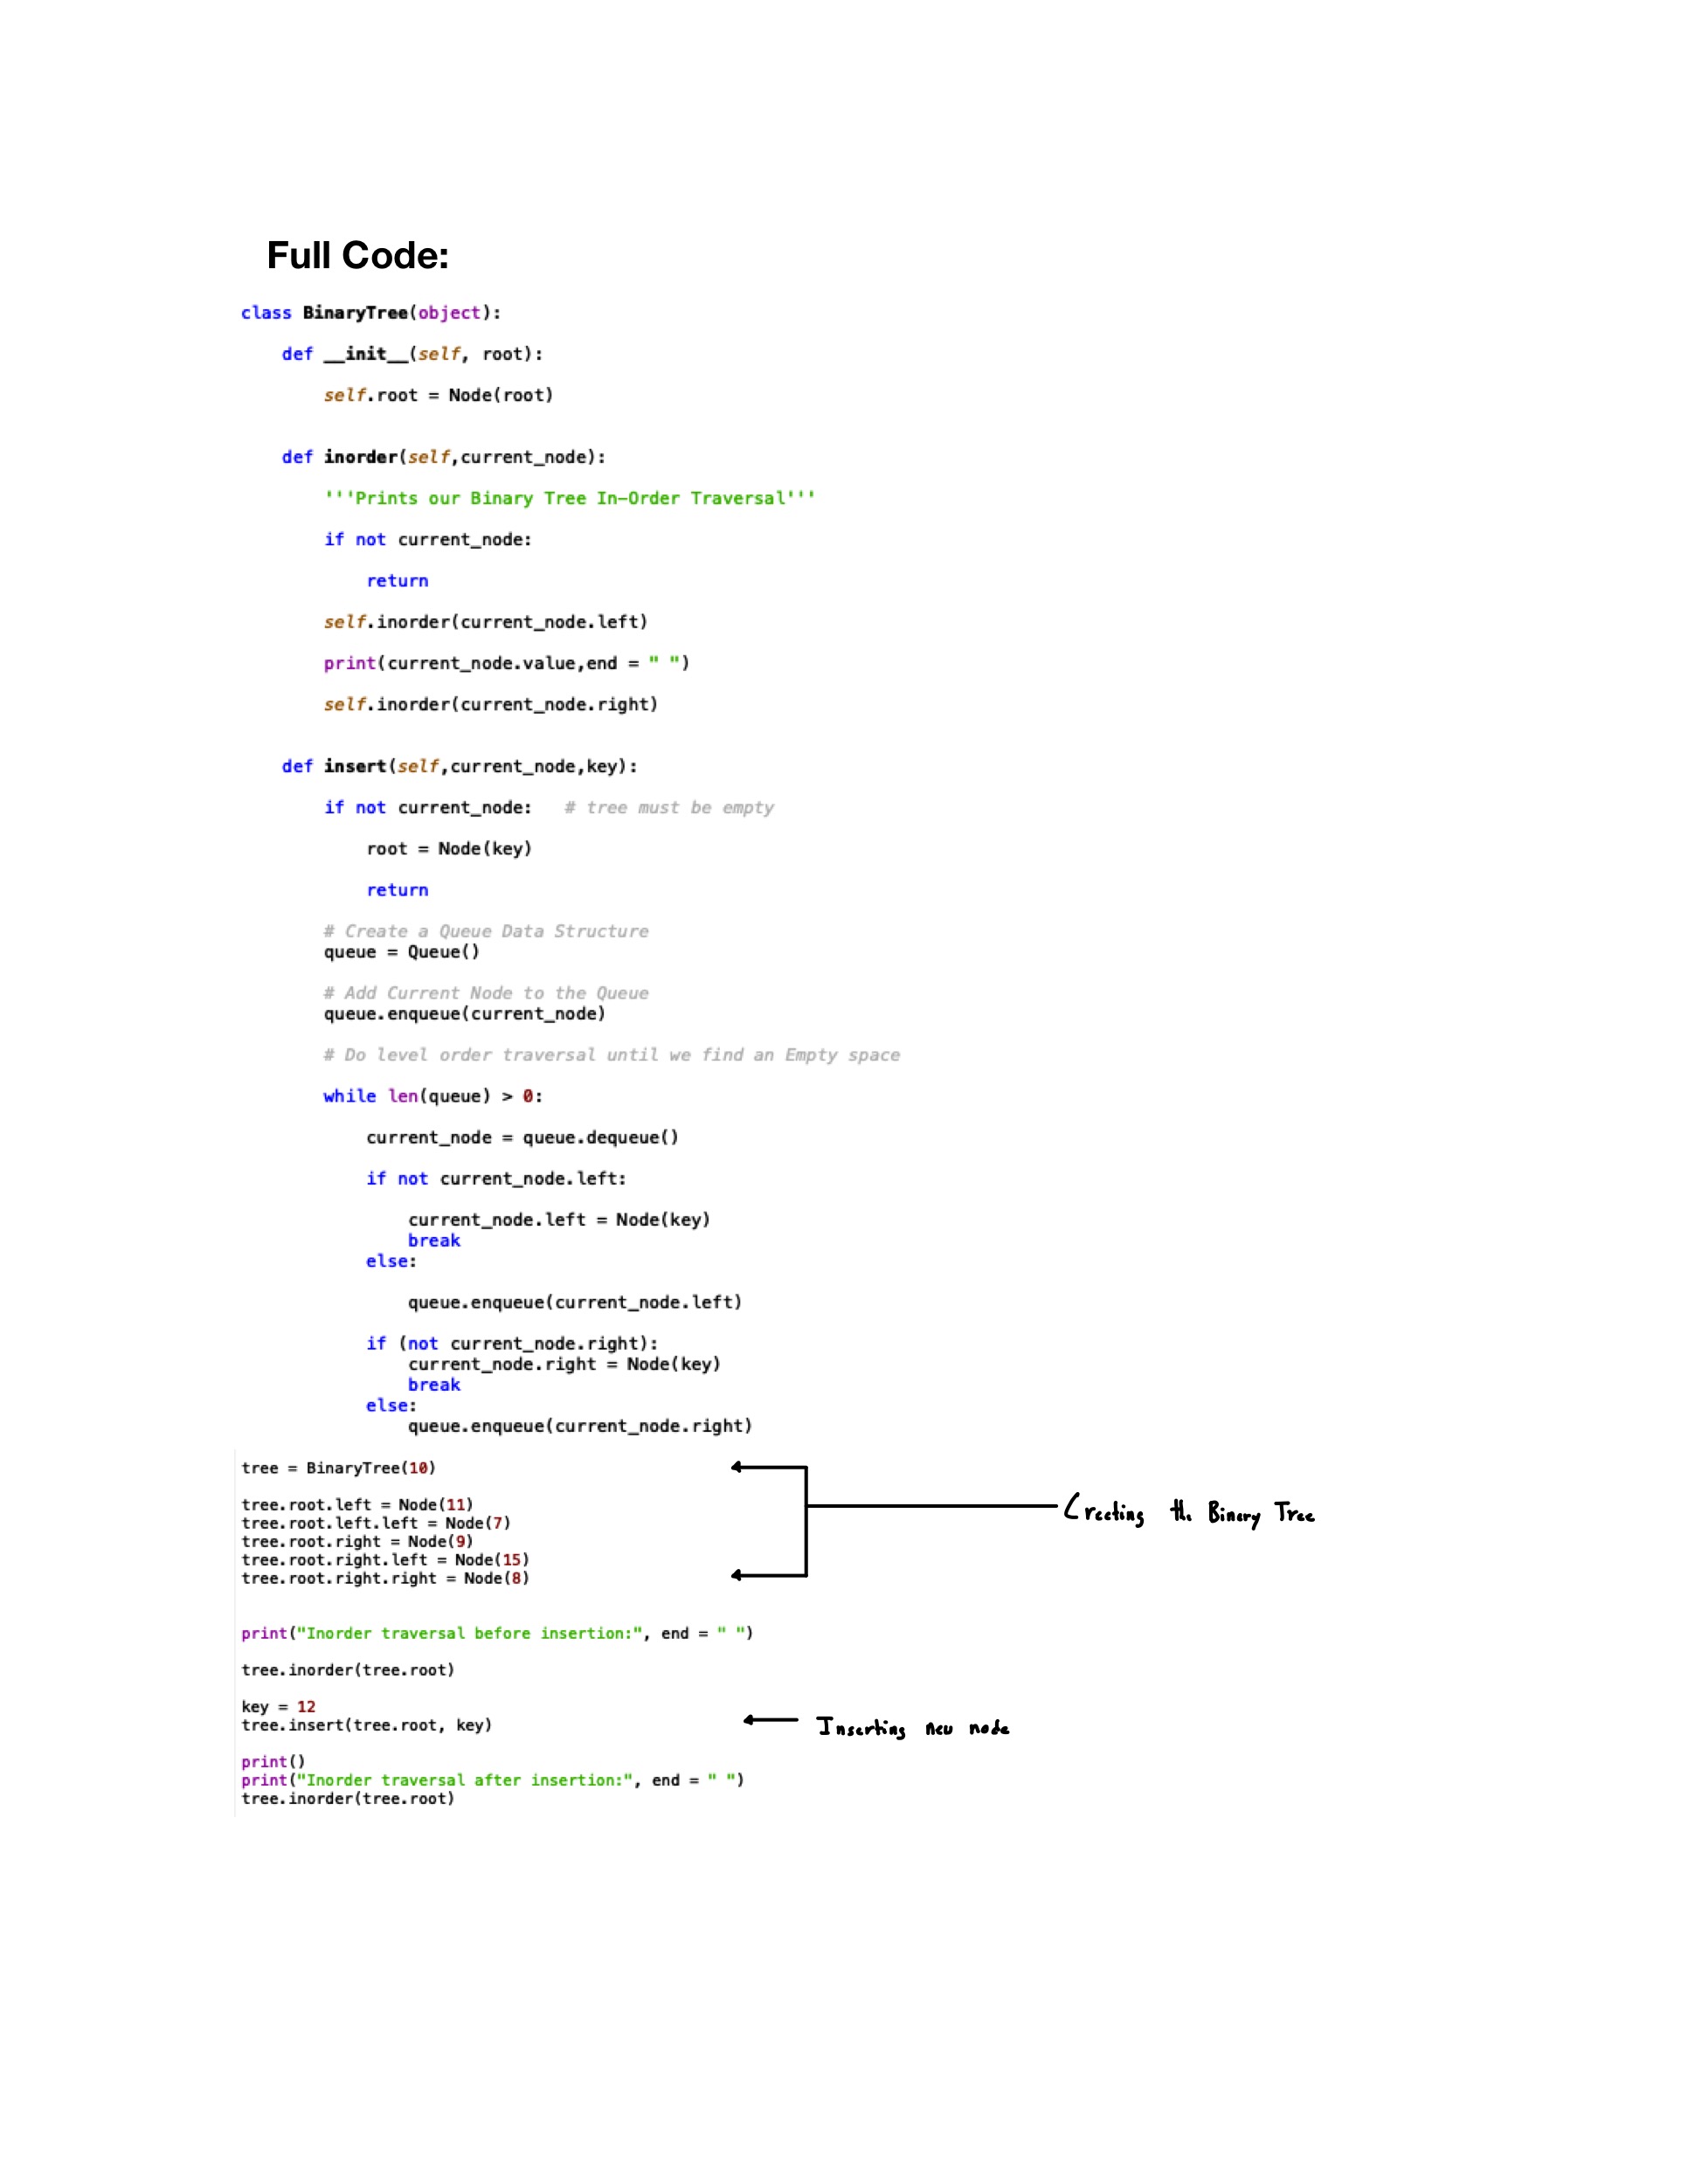 Full Code:
class BinaryTree(object):
    def __init__(self, root):
        self.root = Node(root)
    def inorder(self,current_node):
        '''Prints our Binary Tree In-Order Traversal'''
        if not current_node:
            return
        self.inorder(current_node.left)
        print(current_node.value,end = " ")
        self.inorder(current_node.right)
    def insert(self,current_node,key):
        if not current_node:   # tree must be empty
            root = Node(key)
            return
        # Create a Queue Data Structure
        queue = Queue()
        # Add Current Node to the Queue
        queue.enqueue(current_node)
        # Do level order traversal until we find an Empty space
        while len(queue) > 0:
            current_node = queue.dequeue()
            if not current_node.left:
                current_node.left = Node(key)
                break
            else:
                queue.enqueue(current_node.left)
            if (not current_node.right):
                current_node.right = Node(key)
                break
            else:
                queue.enqueue(current_node.right)
tree = BinaryTree(10)
tree.root.left = Node(11)
Creating the Binary Tree
tree.root.left.left = Node(7)
tree.root.right = Node(9)
tree.root.right.left = Node(15)
tree.root.right.right = Node(8)
print("Inorder traversal before insertion:", end = " ")
tree.inorder(tree.root)
key = 12
tree.insert(tree.root, key)
Inserting new node
print()
print("Inorder traversal after insertion:", end = " ")
tree.inorder(tree.root)